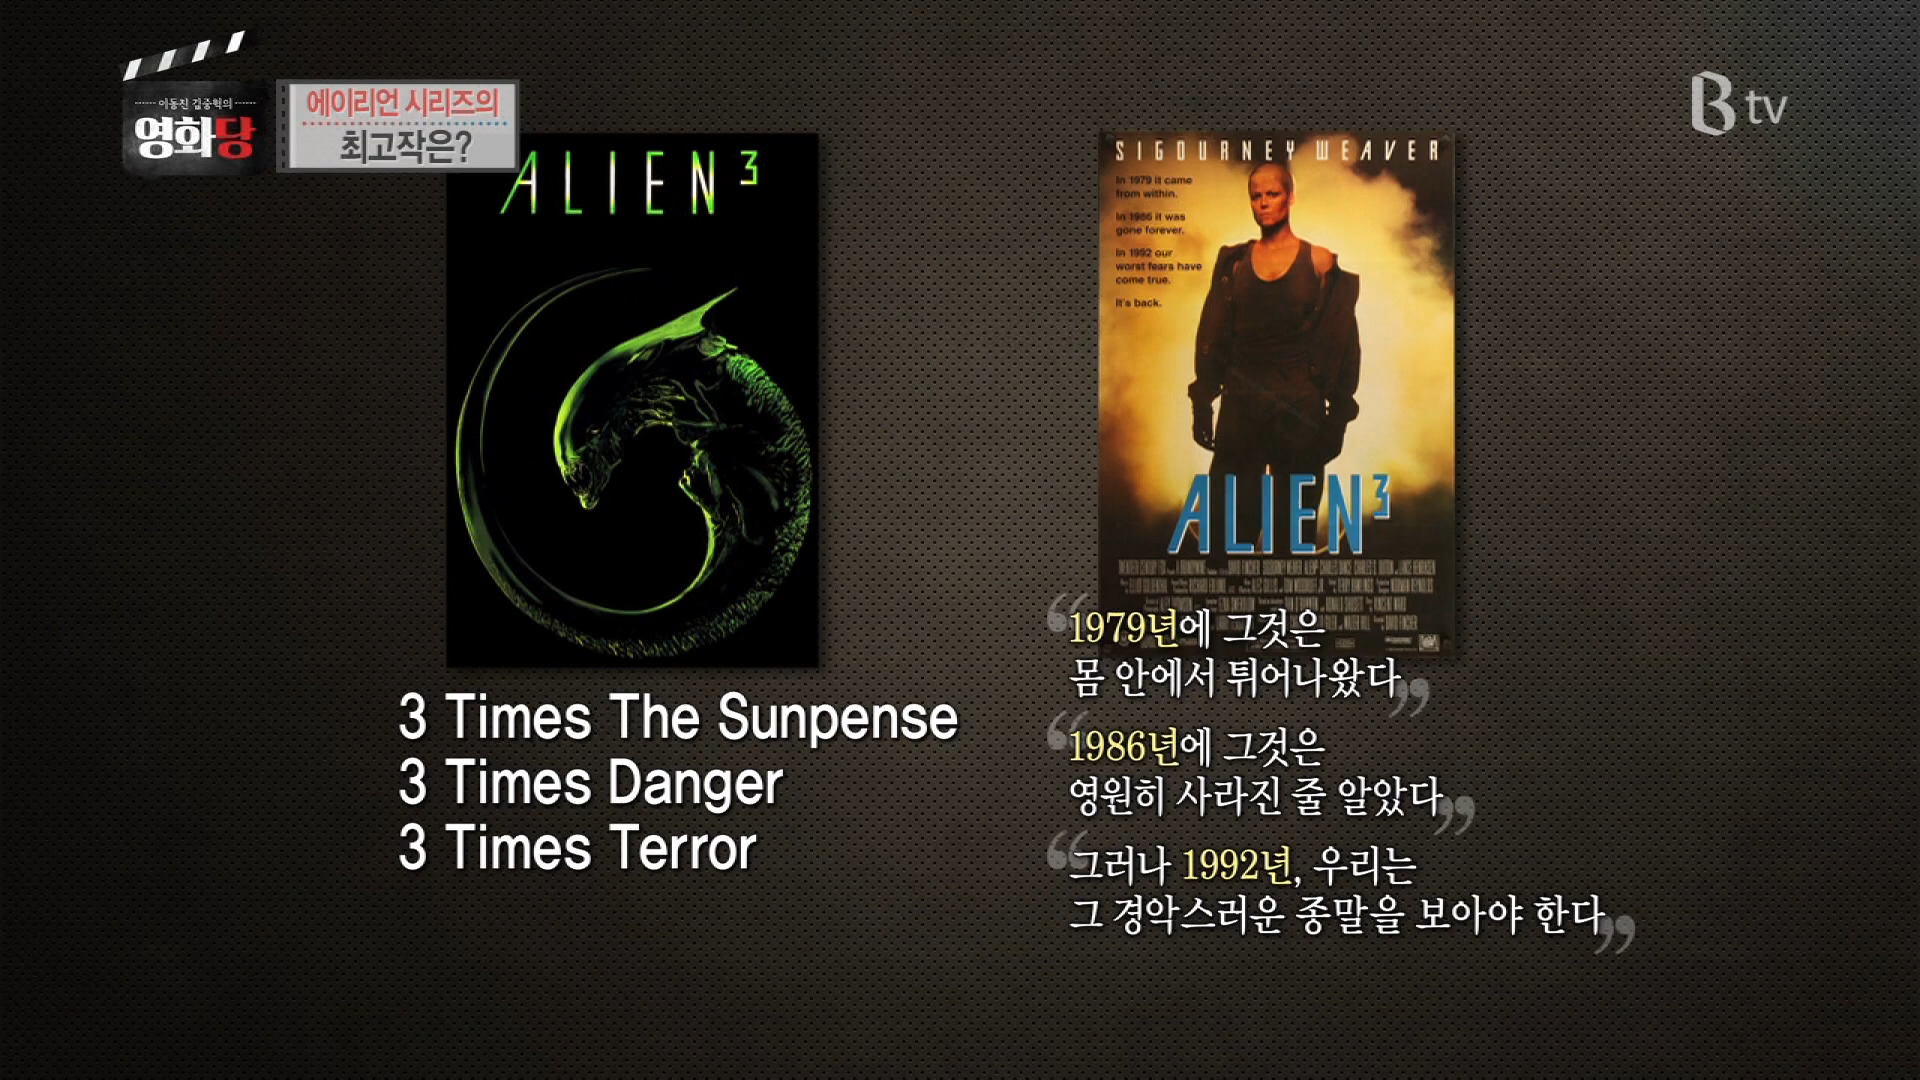 이동진 김중혁의
영화당
에이리언 시리즈의
최고작은?
B tv
ALIEN 3
SIGOURNEY WEAVER
In 1979 it came
from within.
In 1986 it was
gone forever.
In 1992 our
worst fears have
come true.
It's back.
ALIEN 3
3 Times The Sunpense
3 Times Danger
3 Times Terror
“1979년에 그것은
몸 안에서 튀어나왔다”
“1986년에 그것은
영원히 사라진 줄 알았다”
“그러나 1992년, 우리는
그 경악스러운 종말을 보아야 한다”